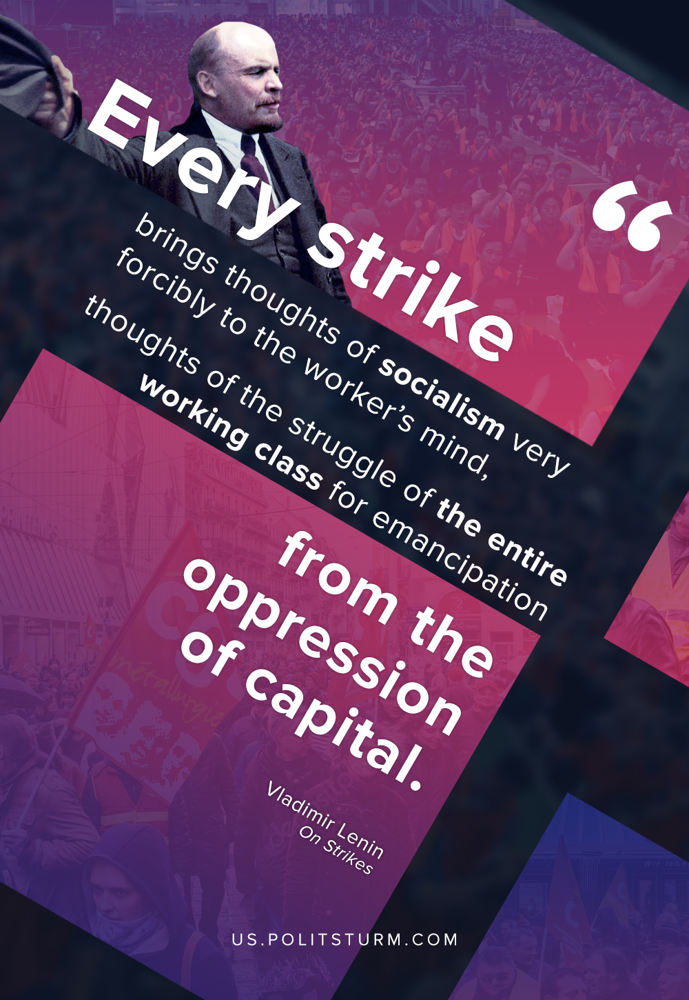 “
Every strike
brings thoughts of socialism very
forcibly to the worker’s mind,
thoughts of the struggle of the entire
working class for emancipation
from the
oppression
of capital.
Vladimir Lenin
On Strikes
métallurgie
US.POLITSTURM.COM